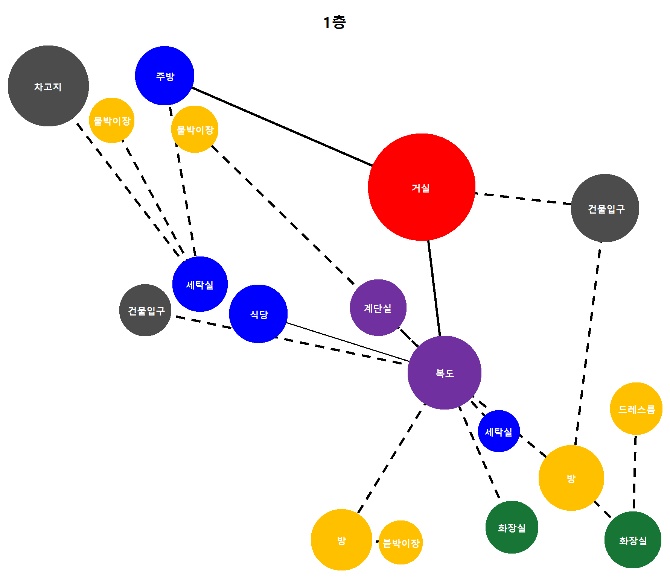 1층
차고지
주방
붙박이장
붙박이장
거실
건물입구
세탁실
건물입구
식당
계단실
복도
드레스룸
세탁실
방
화장실
방
붙박이장
화장실